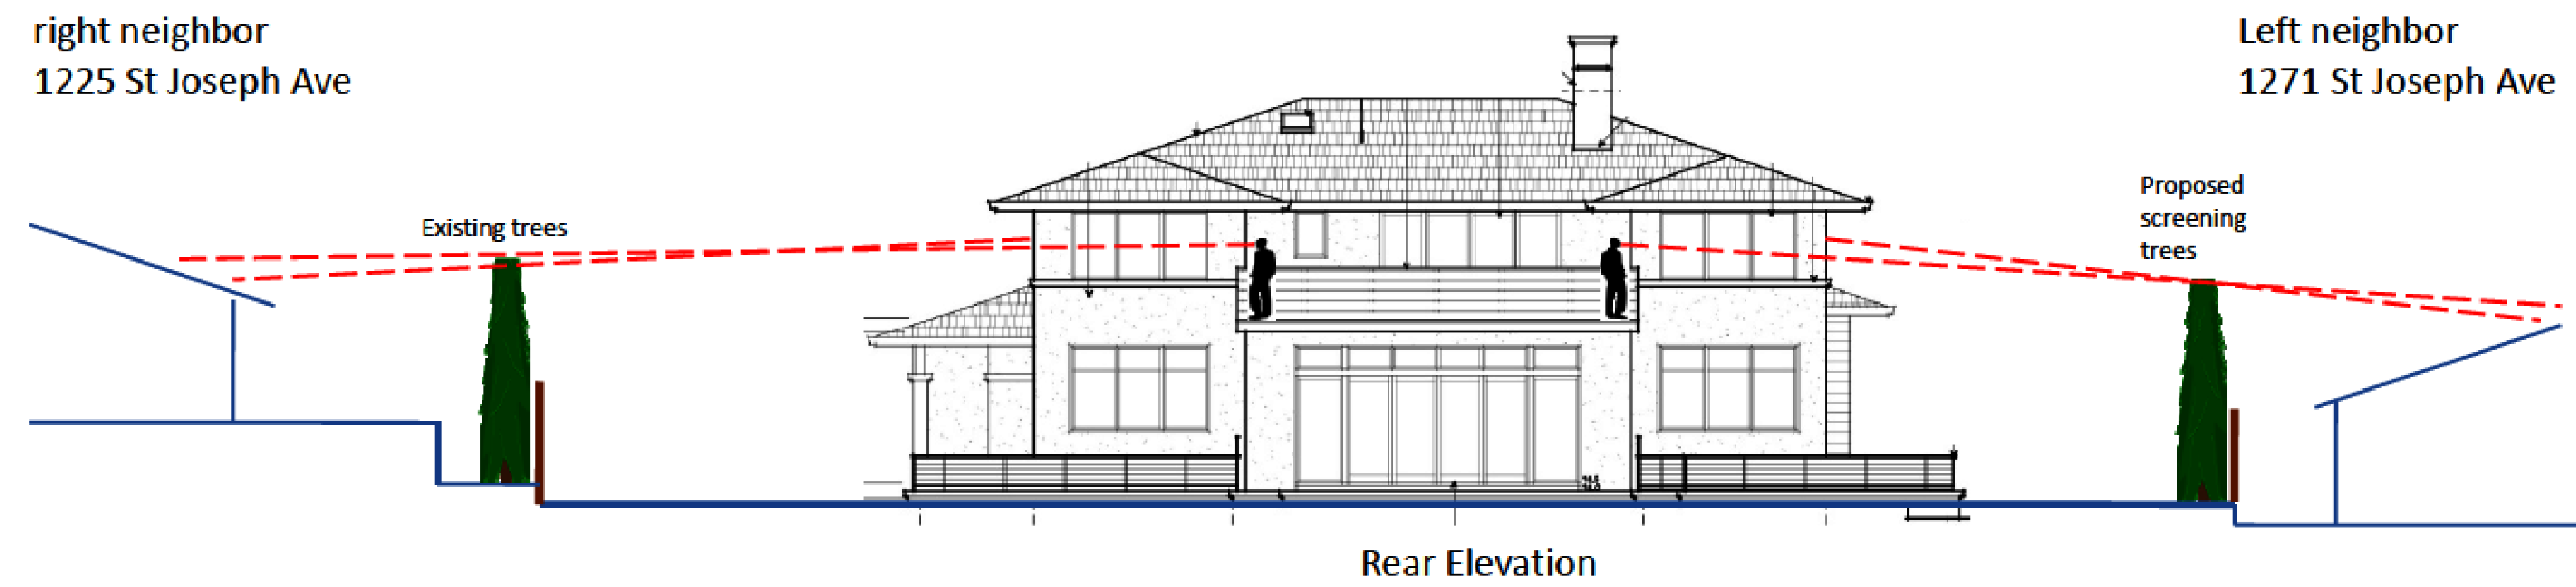 right neighbor
1225 St Joseph Ave
Left neighbor
1271 St Joseph Ave
Existing trees
Proposed
screening
trees
Rear Elevation